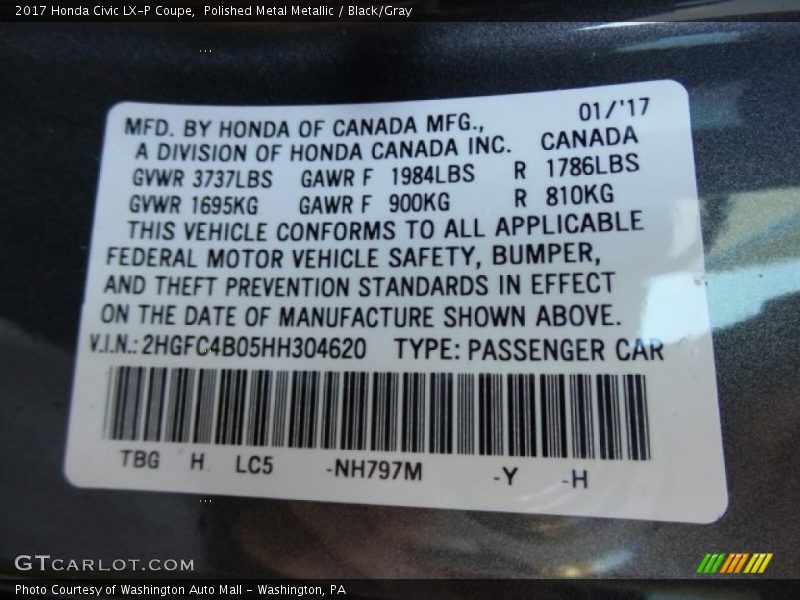 2017 Honda Civic LX-P Coupe, Polished Metal Metallic / Black/Gray
01/'17
MFD. BY HONDA OF CANADA MFG.,
A DIVISION OF HONDA CANADA INC. CANADA
GVWR 3737LBS GAWR F 1984LBS R 1786LBS
GVWR 1695KG GAWR F 900KG R 810KG
THIS VEHICLE CONFORMS TO ALL APPLICABLE
FEDERAL MOTOR VEHICLE SAFETY, BUMPER,
AND THEFT PREVENTION STANDARDS IN EFFECT
ON THE DATE OF MANUFACTURE SHOWN ABOVE.
V.I.N.: 2HGFC4B05HH304620 TYPE: PASSENGER CAR
TBG H LC5 -NH797M -Y -H
GTCARLOT.COM
Photo Courtesy of Washington Auto Mall - Washington, PA